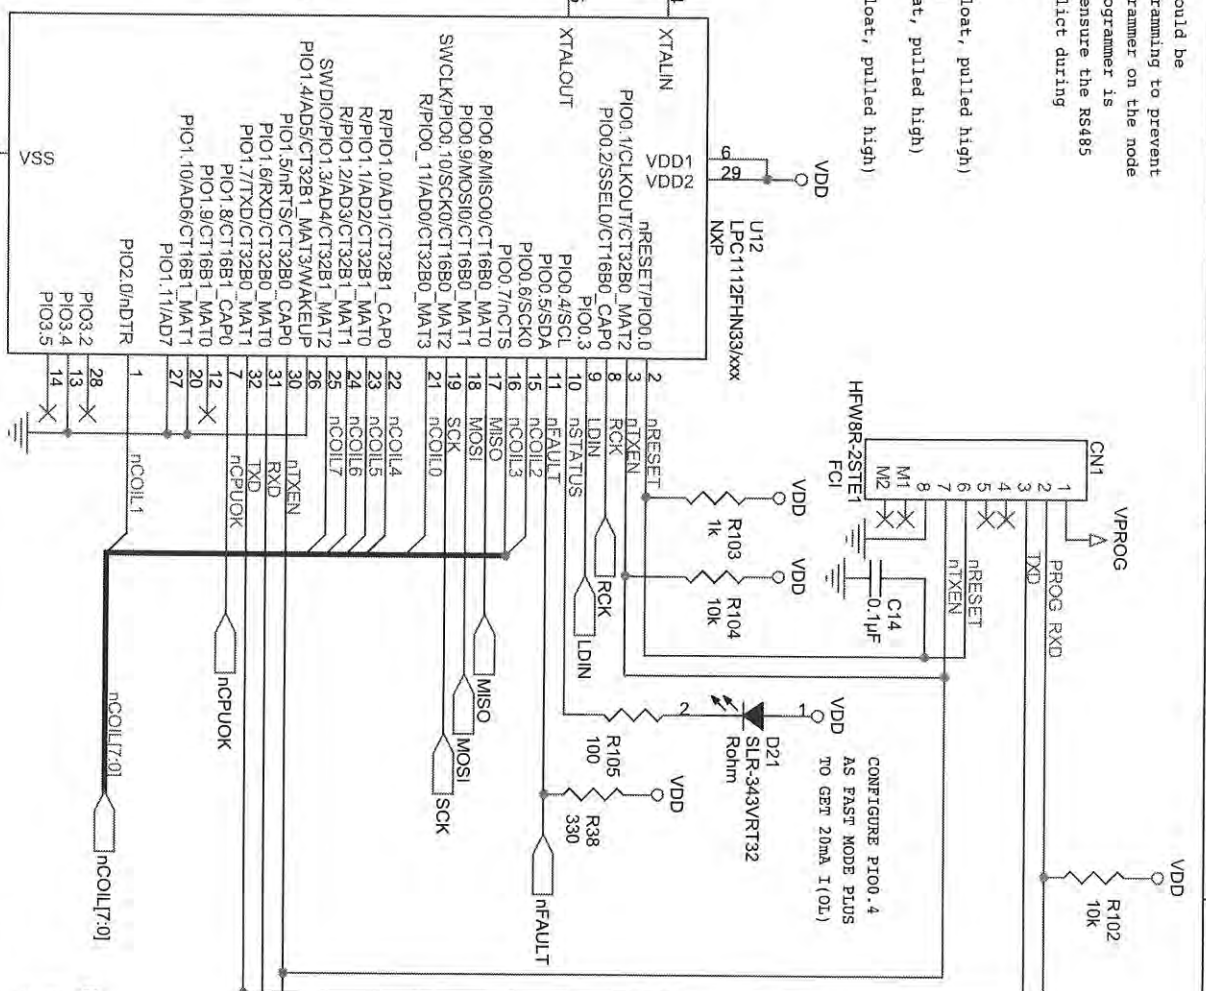 ould be
ramming to prevent
rammer on the node
ogrammer is
ensure the RS485
lict during
loat, pulled high)
at, pulled high)
loat, pulled high)
XTALIN
XTALOUT
VSS
VDD1
VDD2
6
29
VDD
U12
LPC1112FHN33/xxx
NXP
nRESET/PIO0.0
PIO0.1/CLKOUT/CT32B0_MAT2
PIO0.2/SSEL0/CT16B0_CAP0
PIO0.3
PIO0.4/SCL
PIO0.5/SDA
PIO0.6/SCK0
PIO0.7/nCTS
PIO0.8/MISO0/CT16B0_MAT0
PIO0.9/MOSI0/CT16B0_MAT1
SWCLK/PIO0.10/SCK0/CT16B0_MAT2
R/PIO0_11/AD0/CT32B0_MAT3
R/PIO1.0/AD1/CT32B1_CAP0
R/PIO1.1/AD2/CT32B1_MAT0
R/PIO1.2/AD3/CT32B1_MAT1
SWDIO/PIO1.3/AD4/CT32B1_MAT2
PIO1.4/AD5/CT32B1_MAT3/WAKEUP
PIO1.5/nRTS/CT32B0_CAP0
PIO1.6/RXD/CT32B0_MAT0
PIO1.7/TXD/CT32B0_MAT1
PIO1.8/CT16B1_CAP0
PIO1.9/CT16B1_MAT0
PIO1.10/AD6/CT16B1_MAT1
PIO1.11/AD7
PIO2.0/nDTR
PIO3.2
PIO3.4
PIO3.5
2 nRESET
3 nTXEN
8 RCK
9 LDIN
10 nSTATUS
11 nFAULT
15 nCOIL2
16 nCOIL3
17 MISO
18 MOSI
19 SCK
21 nCOIL0
22 nCOIL4
23 nCOIL5
24 nCOIL6
25 nCOIL7
26
30 nTXEN
31 RXD
32 TXD
7 nCPUOK
12
20
27
1 nCOIL1
28
13
14
CN1
HFW8R-2STE1
FCI
1
2
3
4
5
6
7
8
M1
M2
VPROG
PROG RXD
TXD
nRESET
nTXEN
C14
0.1µF
VDD
R103
1k
VDD
R104
10k
RCK
LDIN
VDD
1
D21
SLR-343VRT32
Rohm
2
R105
100
CONFIGURE PIO0.4
AS FAST MODE PLUS
TO GET 20mA I(OL)
VDD
R38
330
nFAULT
VDD
R102
10k
MISO
MOSI
SCK
nCPUOK
nCOIL[7:0]
nCOIL[7:0]